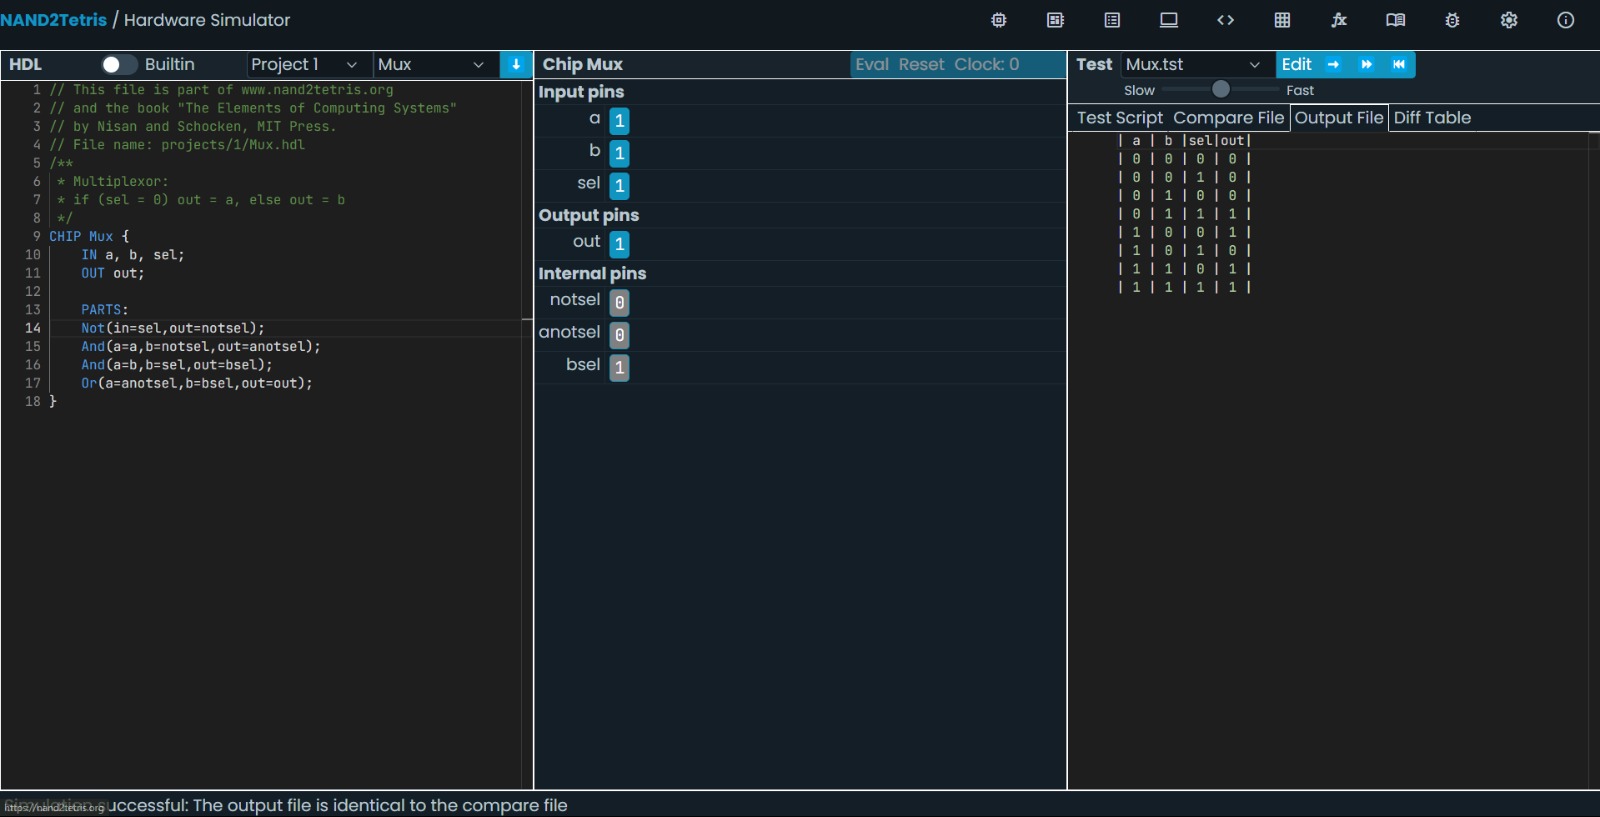 NAND2Tetris / Hardware Simulator
HDL Builtin Project 1 Mux
1 // This file is part of www.nand2tetris.org
2 // and the book "The Elements of Computing Systems"
3 // by Nisan and Schocken, MIT Press.
4 // File name: projects/1/Mux.hdl
5 /**
6  * Multiplexor:
7  * if (sel = 0) out = a, else out = b
8  */
9 CHIP Mux {
10     IN a, b, sel;
11     OUT out;
12
13     PARTS:
14     Not(in=sel,out=notsel);
15     And(a=a,b=notsel,out=anotsel);
16     And(a=b,b=sel,out=bsel);
17     Or(a=anotsel,b=bsel,out=out);
18 }
Chip Mux Eval Reset Clock: 0
Input pins
a 1
b 1
sel 1
Output pins
out 1
Internal pins
notsel 0
anotsel 0
bsel 1
Test Mux.tst Edit
Slow Fast
Test Script Compare File Output File Diff Table
| a | b |sel|out|
| 0 | 0 | 0 | 0 |
| 0 | 0 | 1 | 0 |
| 0 | 1 | 0 | 0 |
| 0 | 1 | 1 | 1 |
| 1 | 0 | 0 | 1 |
| 1 | 0 | 1 | 0 |
| 1 | 1 | 0 | 1 |
| 1 | 1 | 1 | 1 |
https://nand2tetris.org
uccessful: The output file is identical to the compare file